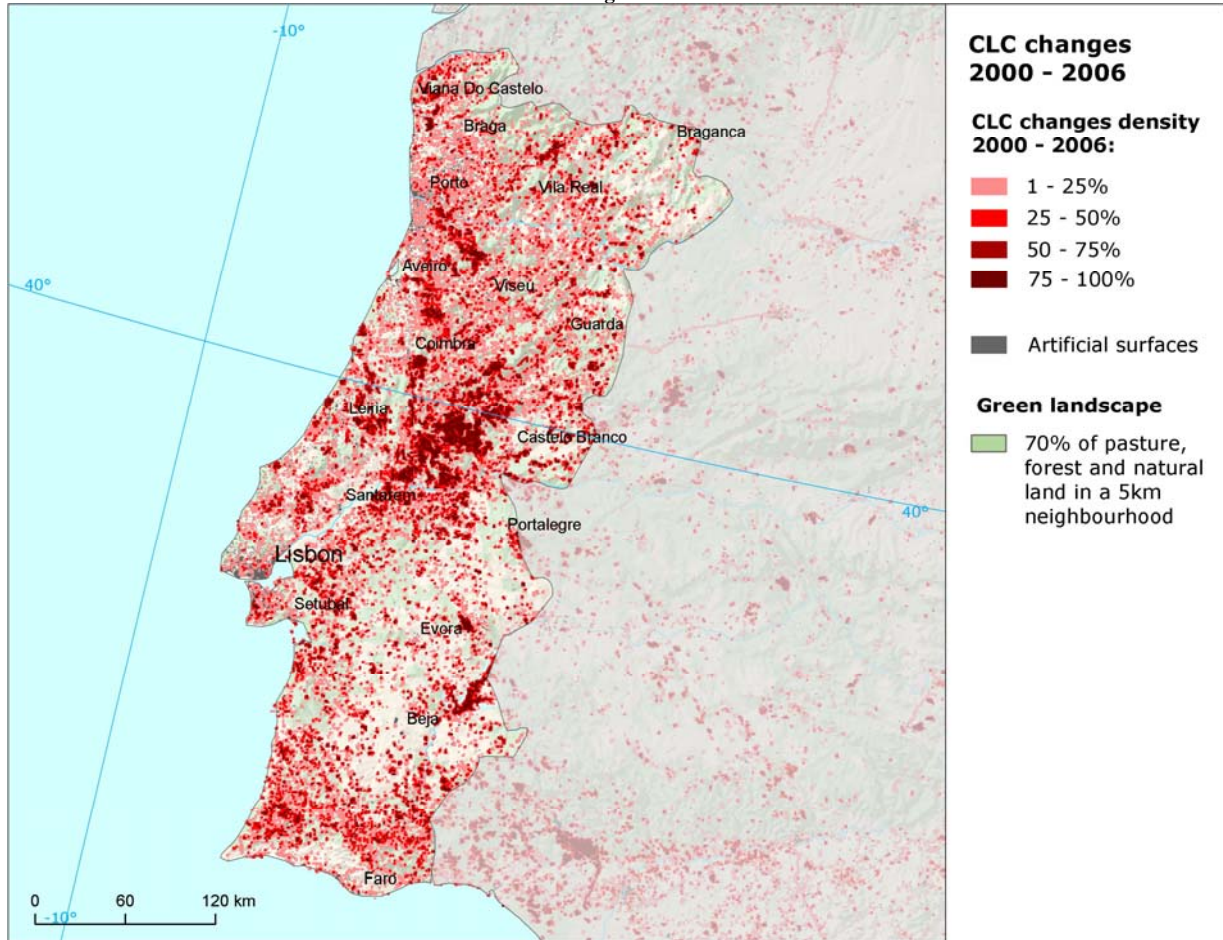 -10°
Viana Do Castelo
Braga
Braganca
Porto
Vila Real
Aveiro
Viseu
40°
Guarda
Coimbra
Leiria
Castelo Branco
Santarem
Portalegre
40°
Lisbon
Setubal
Evora
Beja
Faro
0 60 120 km
-10°
CLC changes
2000 - 2006
CLC changes density
2000 - 2006:
1 - 25%
25 - 50%
50 - 75%
75 - 100%
Artificial surfaces
Green landscape
70% of pasture,
forest and natural
land in a 5km
neighbourhood